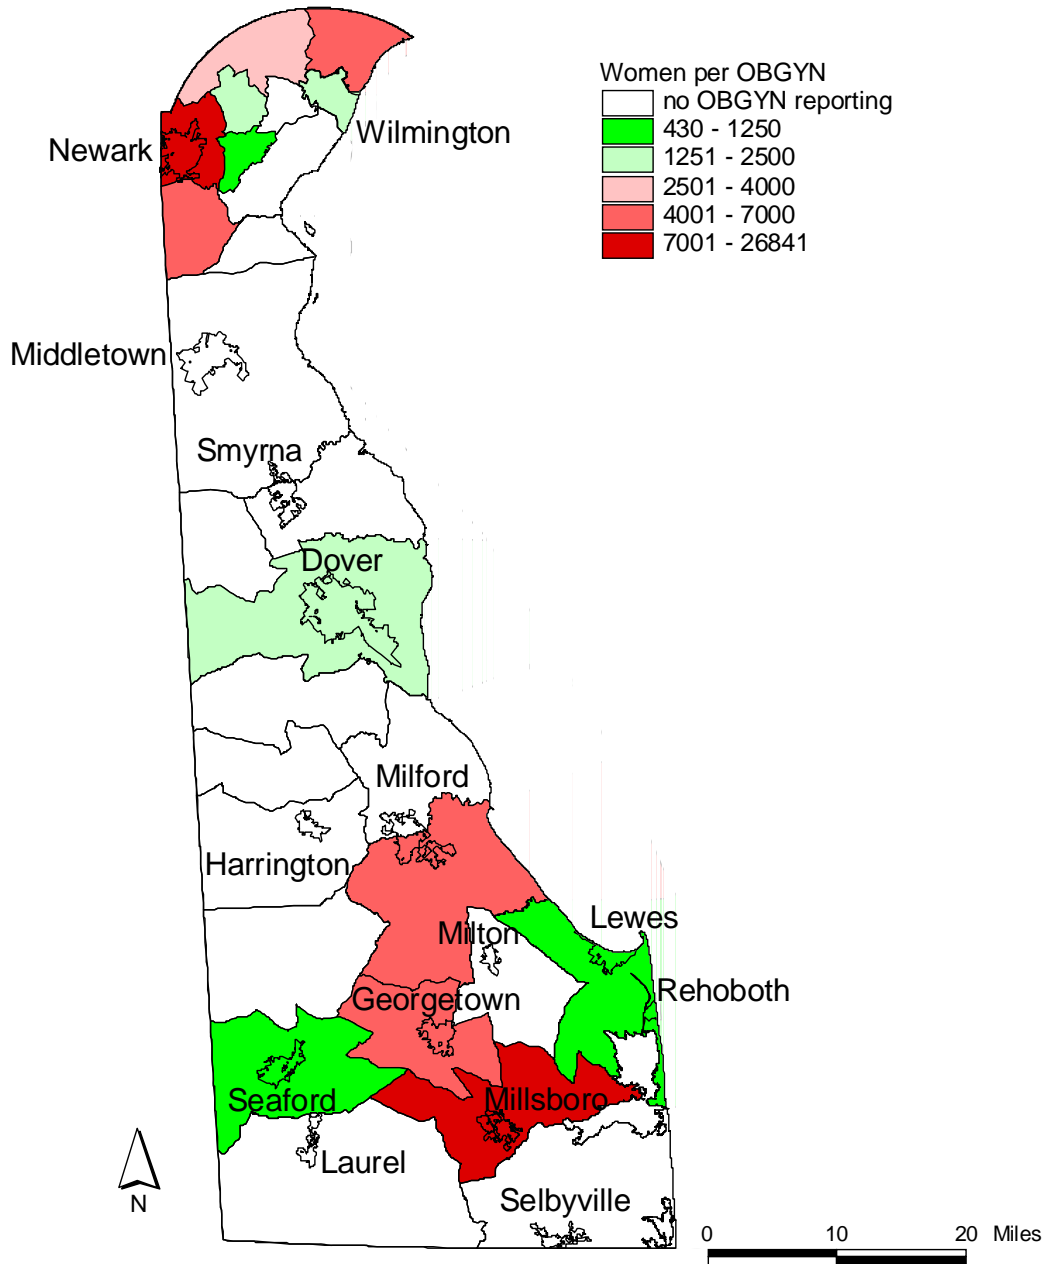 Women per OBGYN
no OBGYN reporting
430 - 1250
1251 - 2500
2501 - 4000
4001 - 7000
7001 - 26841
Wilmington
Newark
Middletown
Smyrna
Dover
Milford
Harrington
Lewes
Milton
Rehoboth
Georgetown
Seaford
Millsboro
Laurel
Selbyville
N
0 10 20 Miles